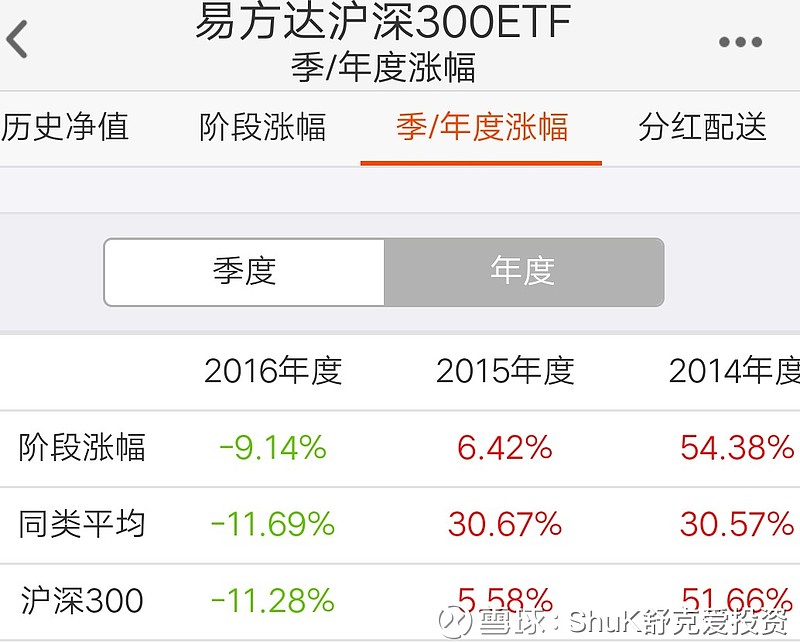 易方达沪深300ETF
季/年度涨幅
历史净值 阶段涨幅 季/年度涨幅 分红配送
季度 年度
2016年度 2015年度 2014年度
阶段涨幅 -9.14% 6.42% 54.38%
同类平均 -11.69% 30.67% 30.57%
沪深300 -11.28% 5.58% 51.66%
雪球：ShuK舒克爱投资